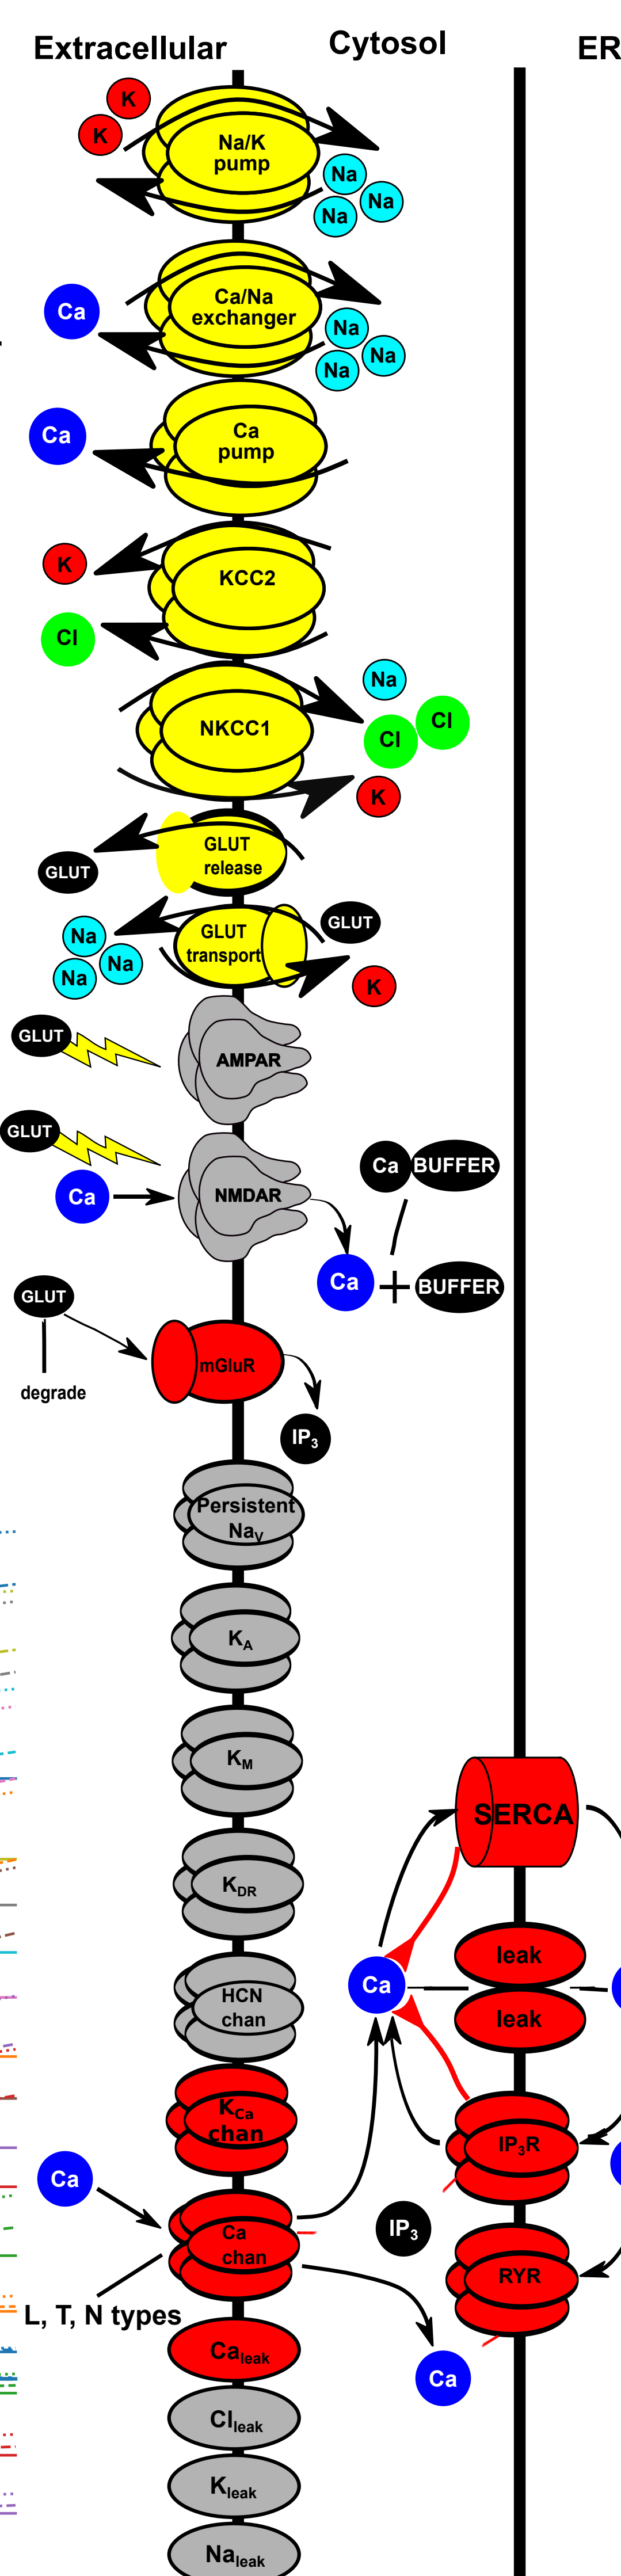 Extracellular
Cytosol
ER
K
K
Na/K
pump
Na
Na
Na
Ca
Ca/Na
exchanger
Na
Na
Na
Ca
Ca
pump
K
KCC2
Cl
Na
NKCC1
Cl
Cl
K
GLUT
release
GLUT
GLUT
Na
GLUT
transport
Na
Na
K
GLUT
AMPAR
GLUT
Ca
BUFFER
Ca
NMDAR
Ca
+
BUFFER
GLUT
mGluR
degrade
IP3
Persistent
NaV
KA
KM
SERCA
KDR
leak
Ca
HCN
chan
leak
KCa
chan
IP3R
Ca
IP3
Ca
chan
RYR
L, T, N types
Caleak
Ca
Clleak
Kleak
Naleak